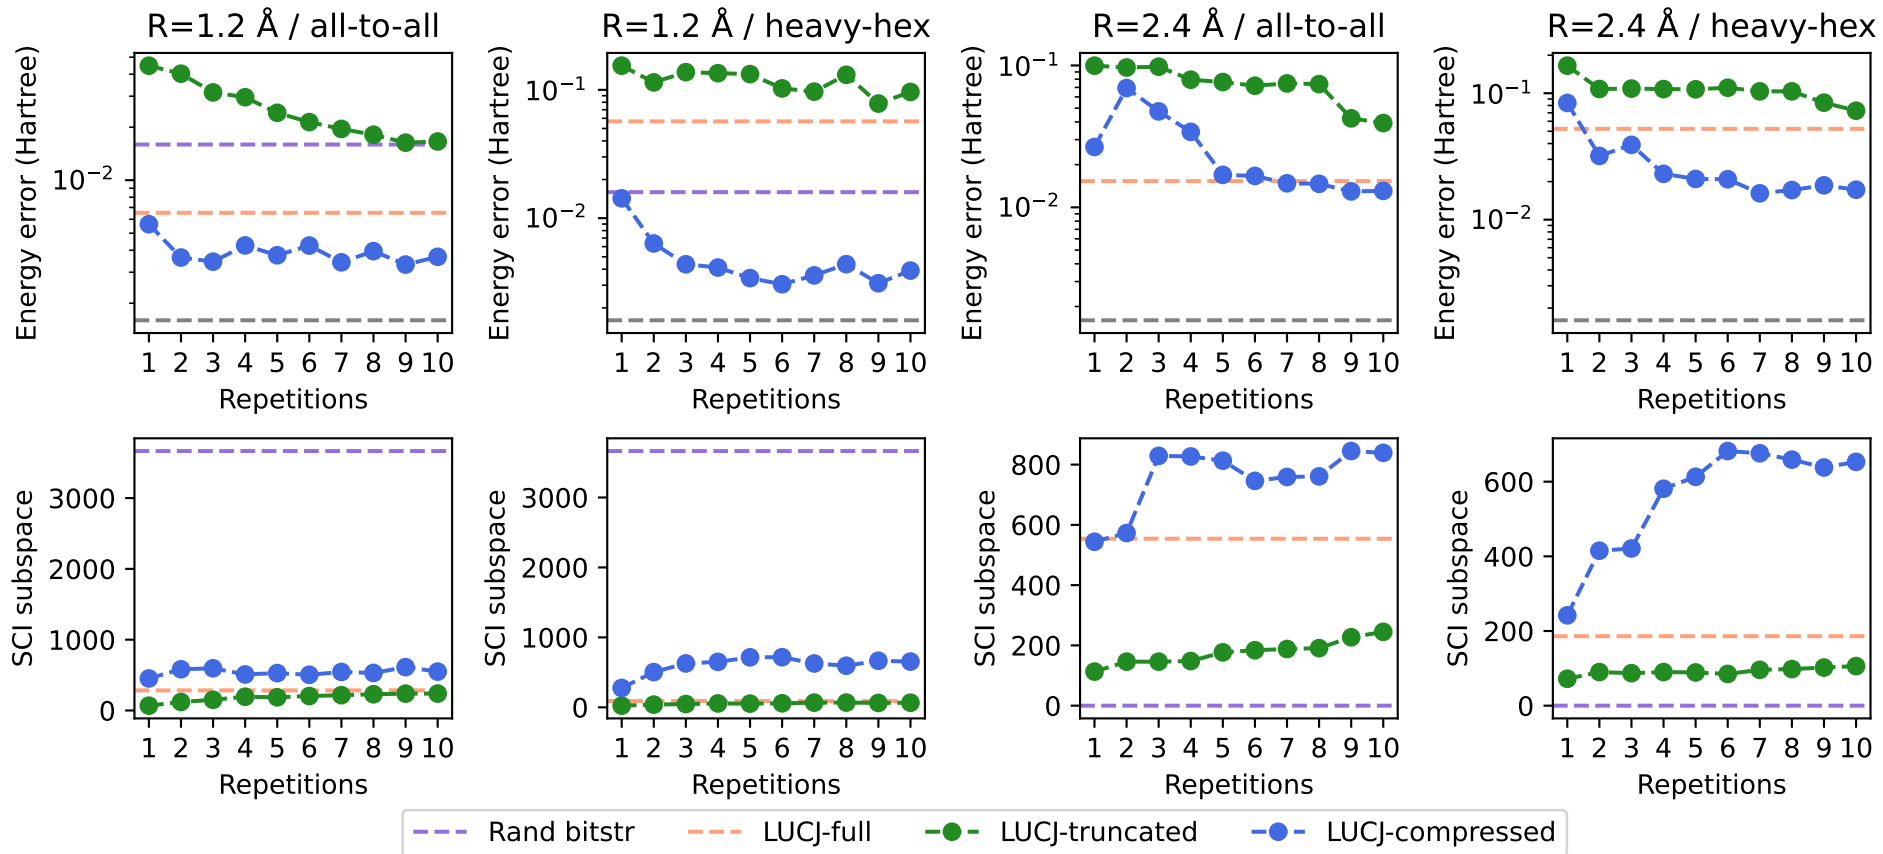 R=1.2 Å / all-to-all
R=1.2 Å / heavy-hex
R=2.4 Å / all-to-all
R=2.4 Å / heavy-hex
Energy error (Hartree)
10⁻²
1 2 3 4 5 6 7 8 9 10
Repetitions
Energy error (Hartree)
10⁻¹
10⁻²
1 2 3 4 5 6 7 8 9 10
Repetitions
Energy error (Hartree)
10⁻¹
10⁻²
1 2 3 4 5 6 7 8 9 10
Repetitions
Energy error (Hartree)
10⁻¹
10⁻²
1 2 3 4 5 6 7 8 9 10
Repetitions
SCI subspace
3000
2000
1000
0
1 2 3 4 5 6 7 8 9 10
Repetitions
SCI subspace
3000
2000
1000
0
1 2 3 4 5 6 7 8 9 10
Repetitions
SCI subspace
800
600
400
200
0
1 2 3 4 5 6 7 8 9 10
Repetitions
SCI subspace
600
400
200
0
1 2 3 4 5 6 7 8 9 10
Repetitions
Rand bitstr
LUCJ-full
LUCJ-truncated
LUCJ-compressed